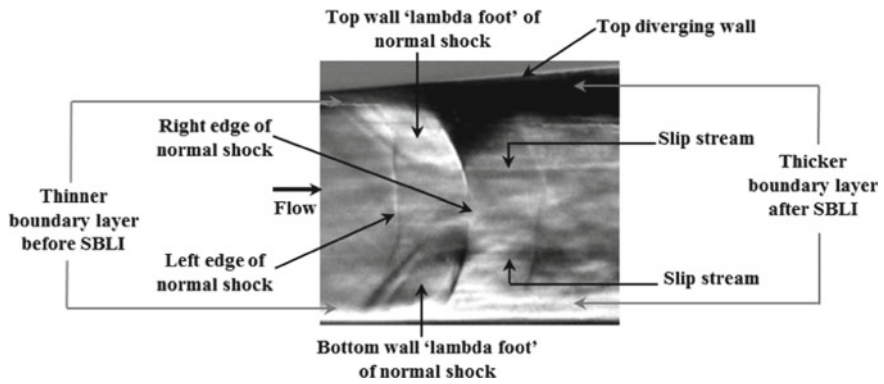 Top wall ‘lambda foot’ of
normal shock
Top diverging wall
Right edge of
normal shock
Slip stream
Thinner
boundary layer
before SBLI
Flow
Thicker
boundary layer
after SBLI
Left edge of
normal shock
Slip stream
Bottom wall ‘lambda foot’
of normal shock